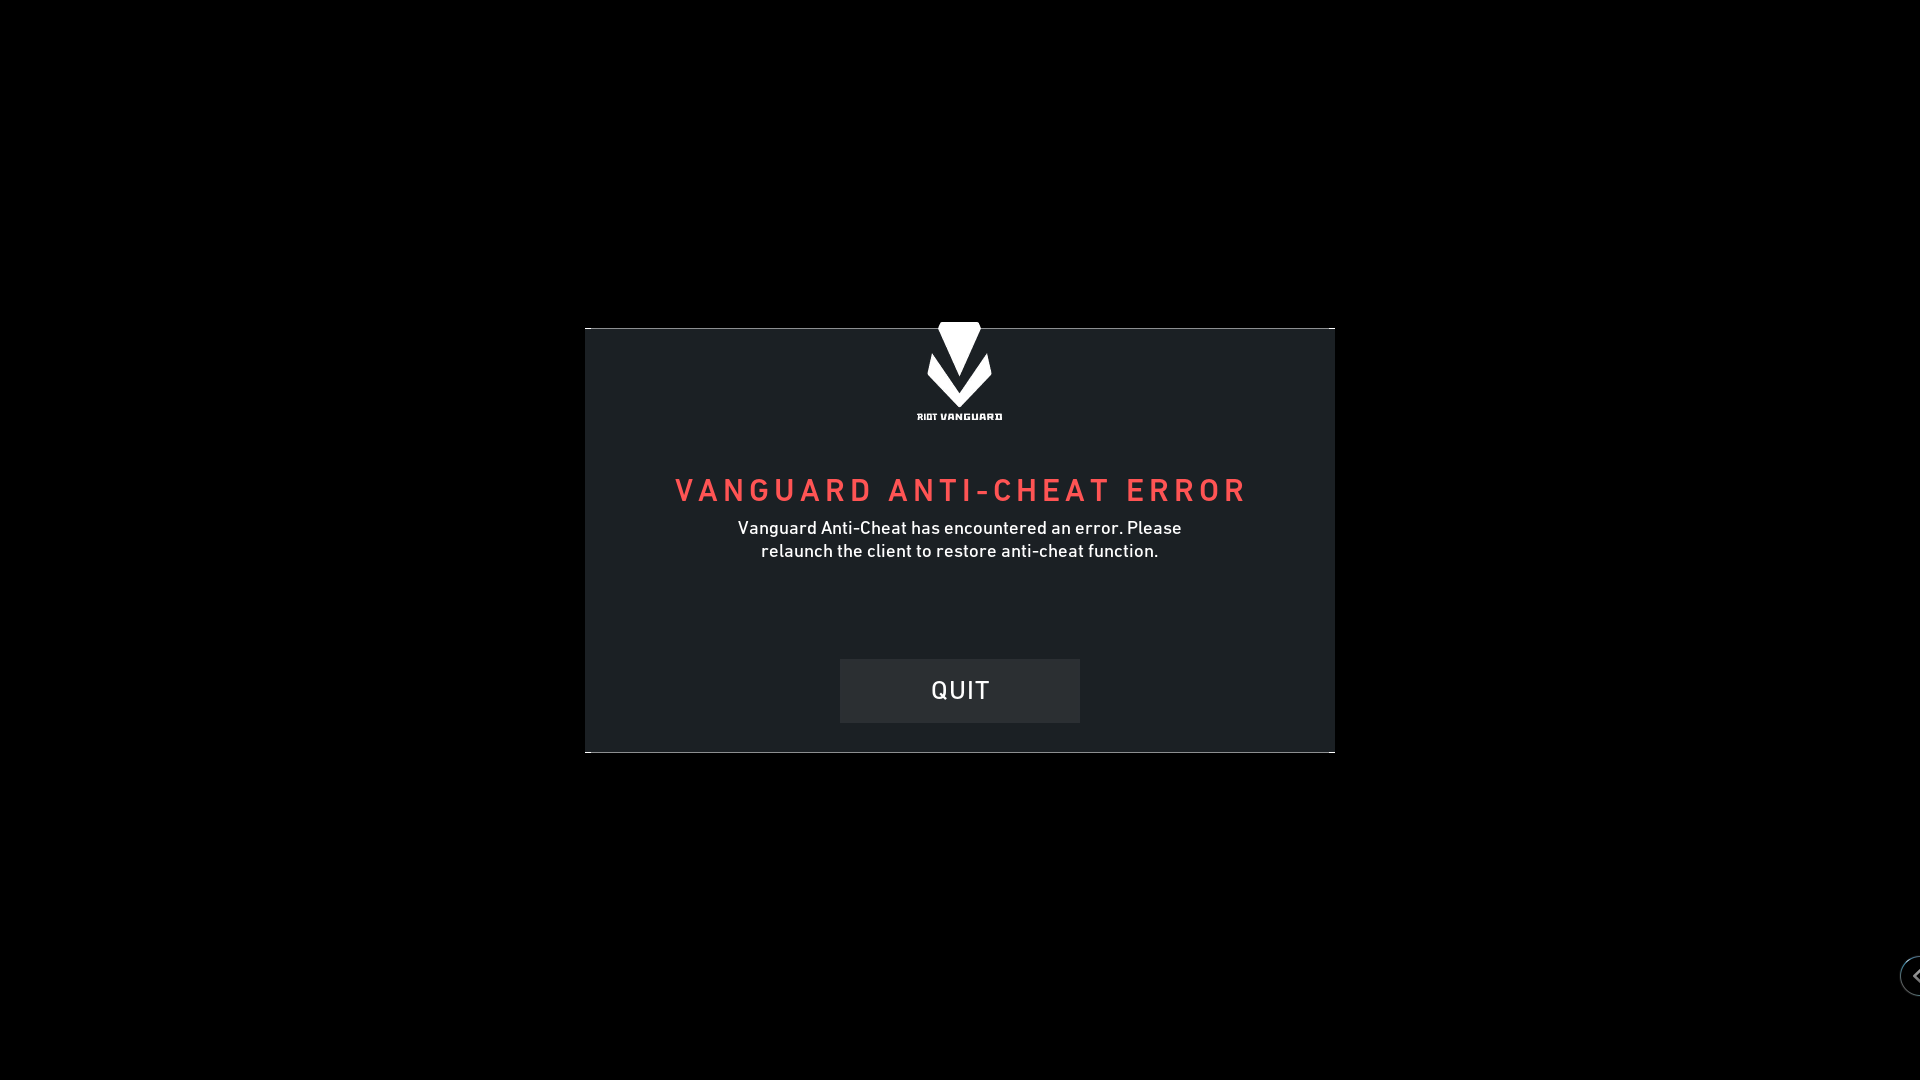 RIOT VANGUARD
VANGUARD ANTI-CHEAT ERROR
Vanguard Anti-Cheat has encountered an error. Please
relaunch the client to restore anti-cheat function.
QUIT